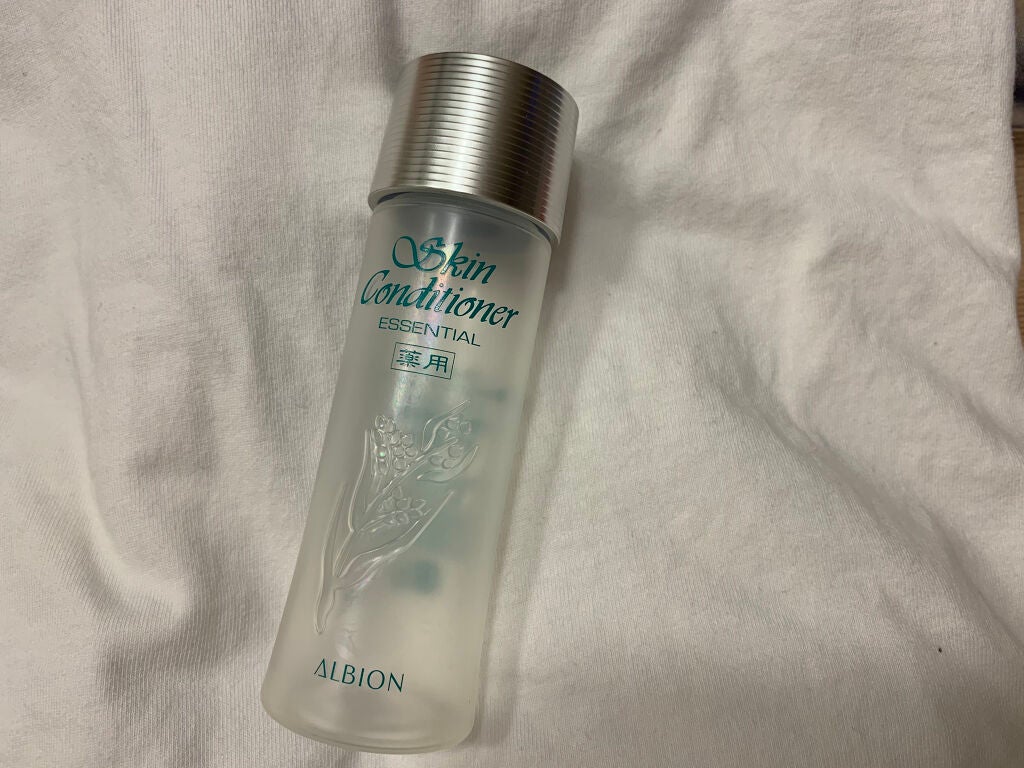 Skin
Conditioner
ESSENTIAL
薬用
ALBION